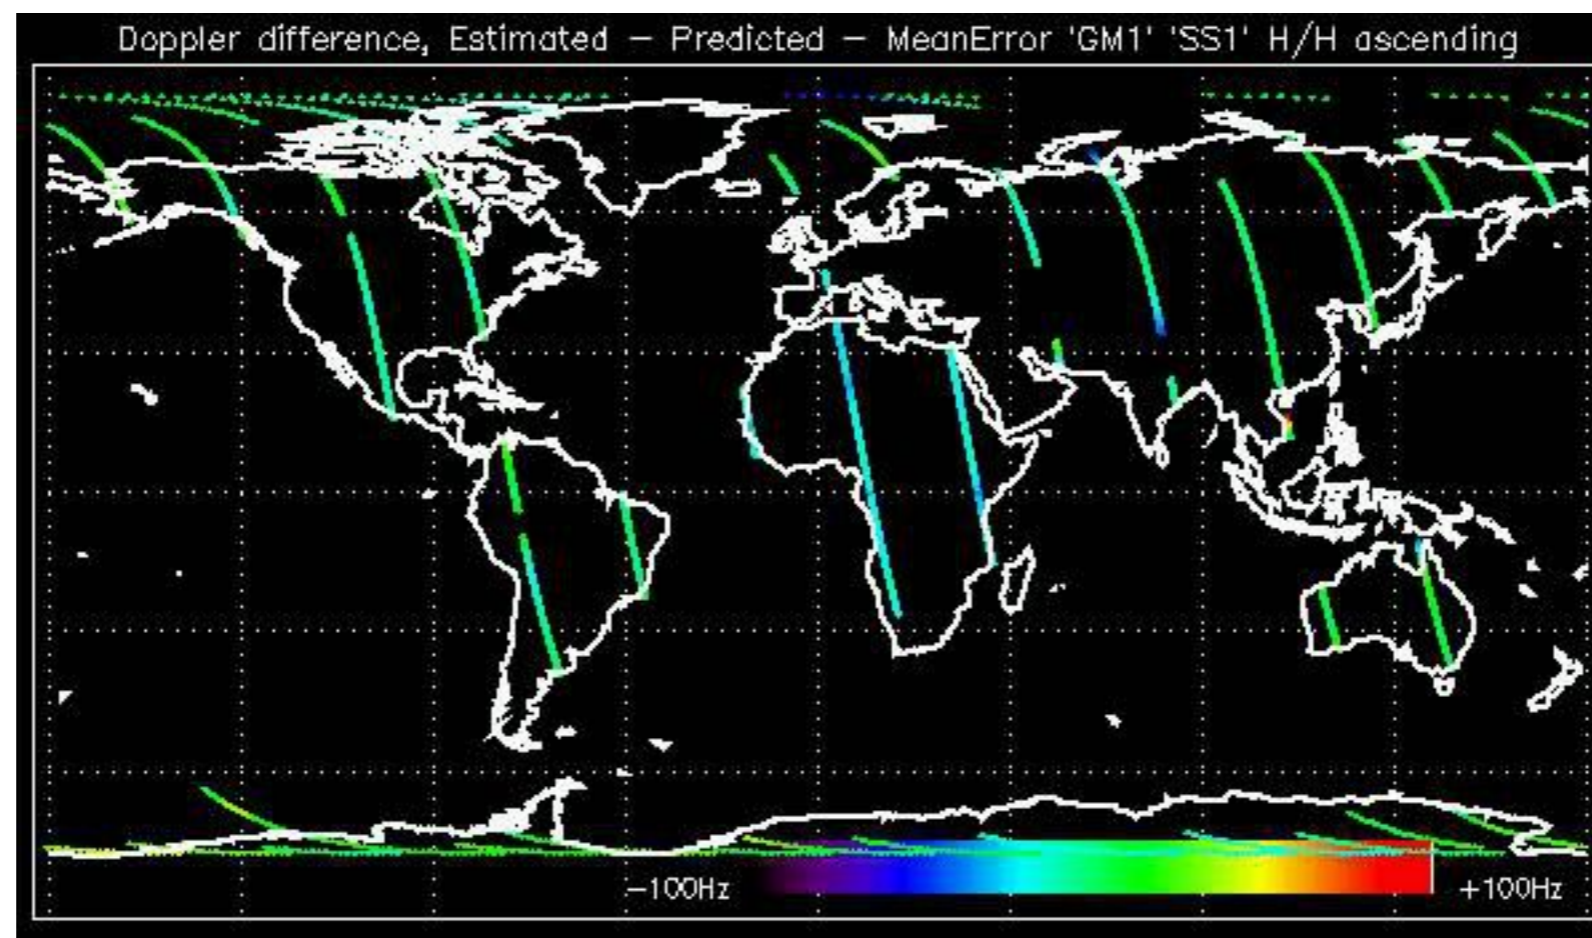 Doppler difference, Estimated − Predicted − MeanError 'GM1' 'SS1' H/H ascending
−100Hz +100Hz